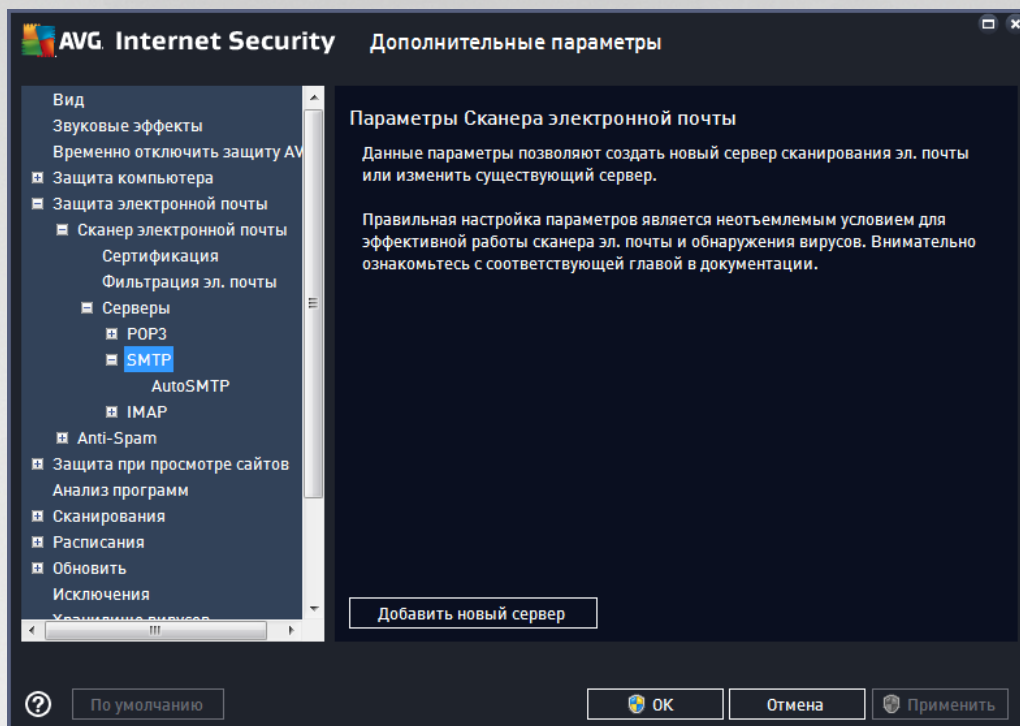 AVG Internet Security Дополнительные параметры
Вид
Звуковые эффекты
Временно отключить защиту AV
Защита компьютера
Защита электронной почты
Сканер электронной почты
Сертификация
Фильтрация эл. почты
Серверы
POP3
SMTP
AutoSMTP
IMAP
Anti-Spam
Защита при просмотре сайтов
Анализ программ
Сканирования
Расписания
Обновить
Исключения
Хранилище вирусов
Параметры Сканера электронной почты
Данные параметры позволяют создать новый сервер сканирования эл. почты
или изменить существующий сервер.
Правильная настройка параметров является неотъемлемым условием для
эффективной работы сканера эл. почты и обнаружения вирусов. Внимательно
ознакомьтесь с соответствующей главой в документации.
Добавить новый сервер
По умолчанию
ОК
Отмена
Применить